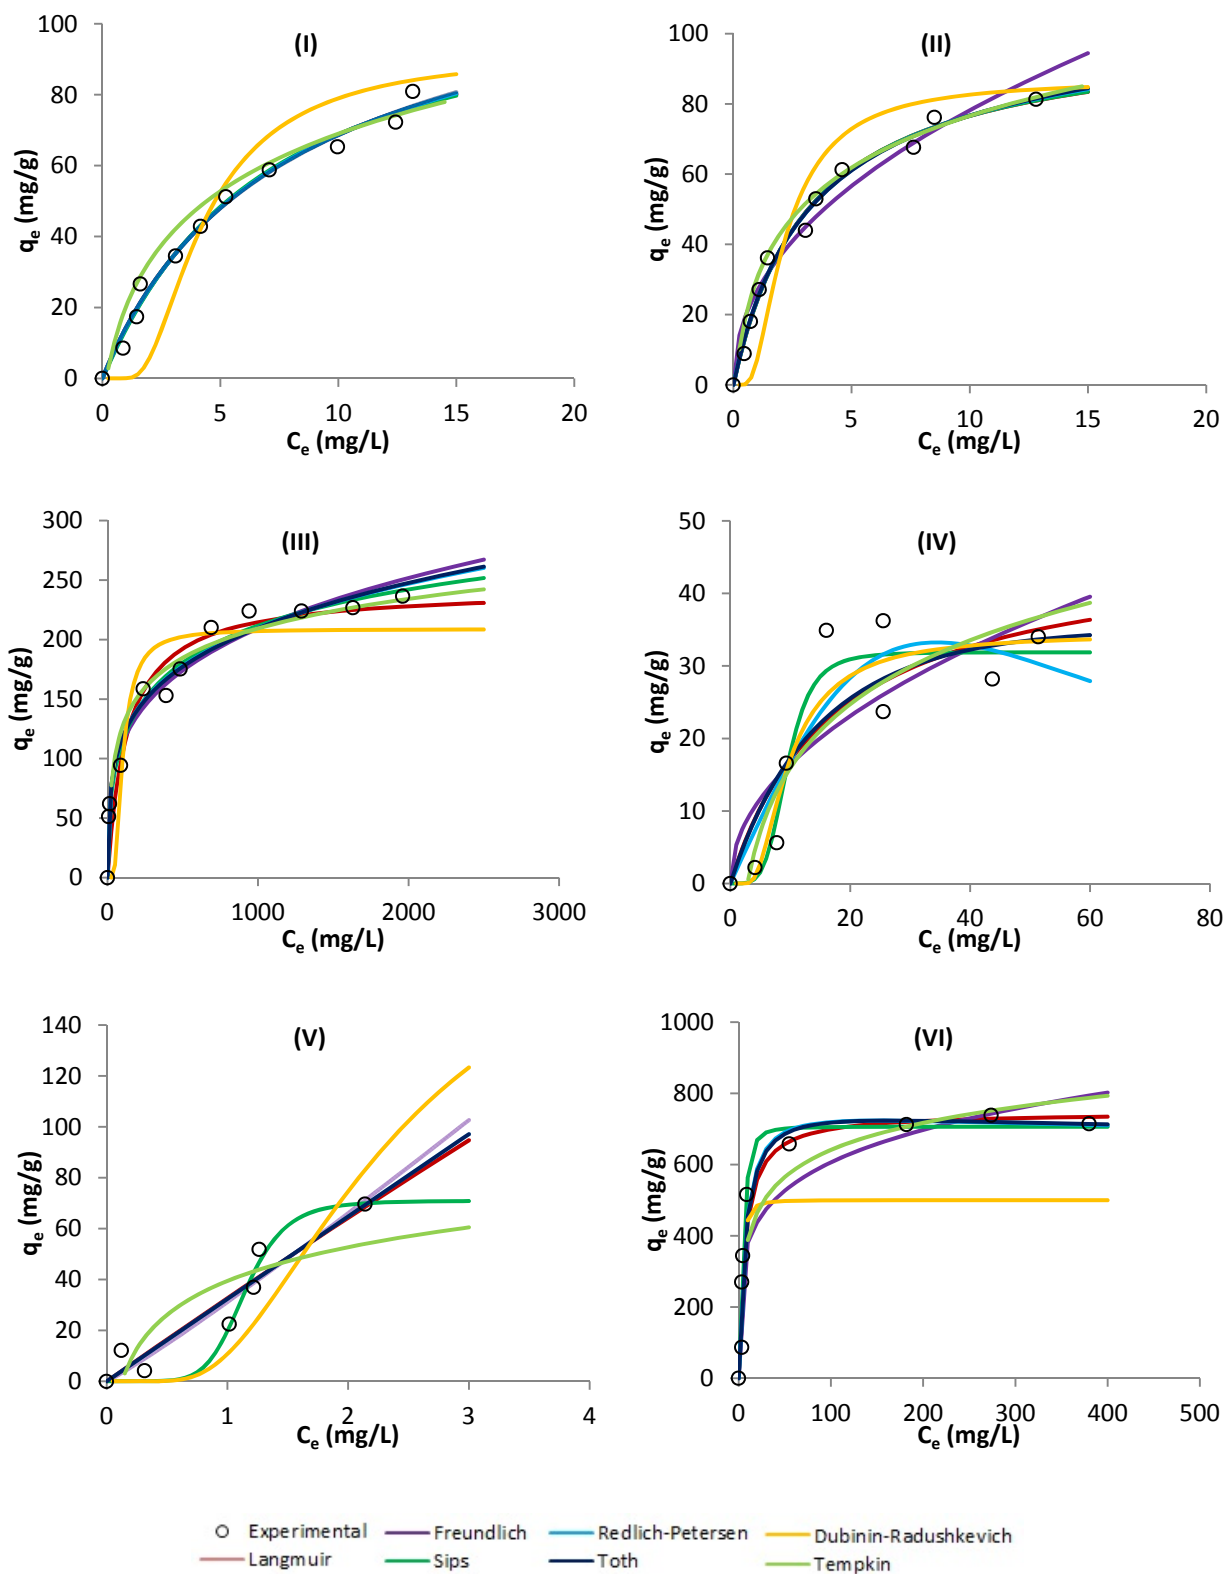 (I)
qe (mg/g)
100
80
60
40
20
0
0 5 10 15 20
Ce (mg/L)
(II)
qe (mg/g)
100
80
60
40
20
0
0 5 10 15 20
Ce (mg/L)
(III)
qe (mg/g)
300
250
200
150
100
50
0
0 1000 2000 3000
Ce (mg/L)
(IV)
qe (mg/g)
50
40
30
20
10
0
0 20 40 60 80
Ce (mg/L)
(V)
qe (mg/g)
140
120
100
80
60
40
20
0
0 1 2 3 4
Ce (mg/L)
(VI)
qe (mg/g)
1000
800
600
400
200
0
0 100 200 300 400 500
Ce (mg/L)
Experimental Freundlich Redlich-Petersen Dubinin-Radushkevich
Langmuir Sips Toth Tempkin